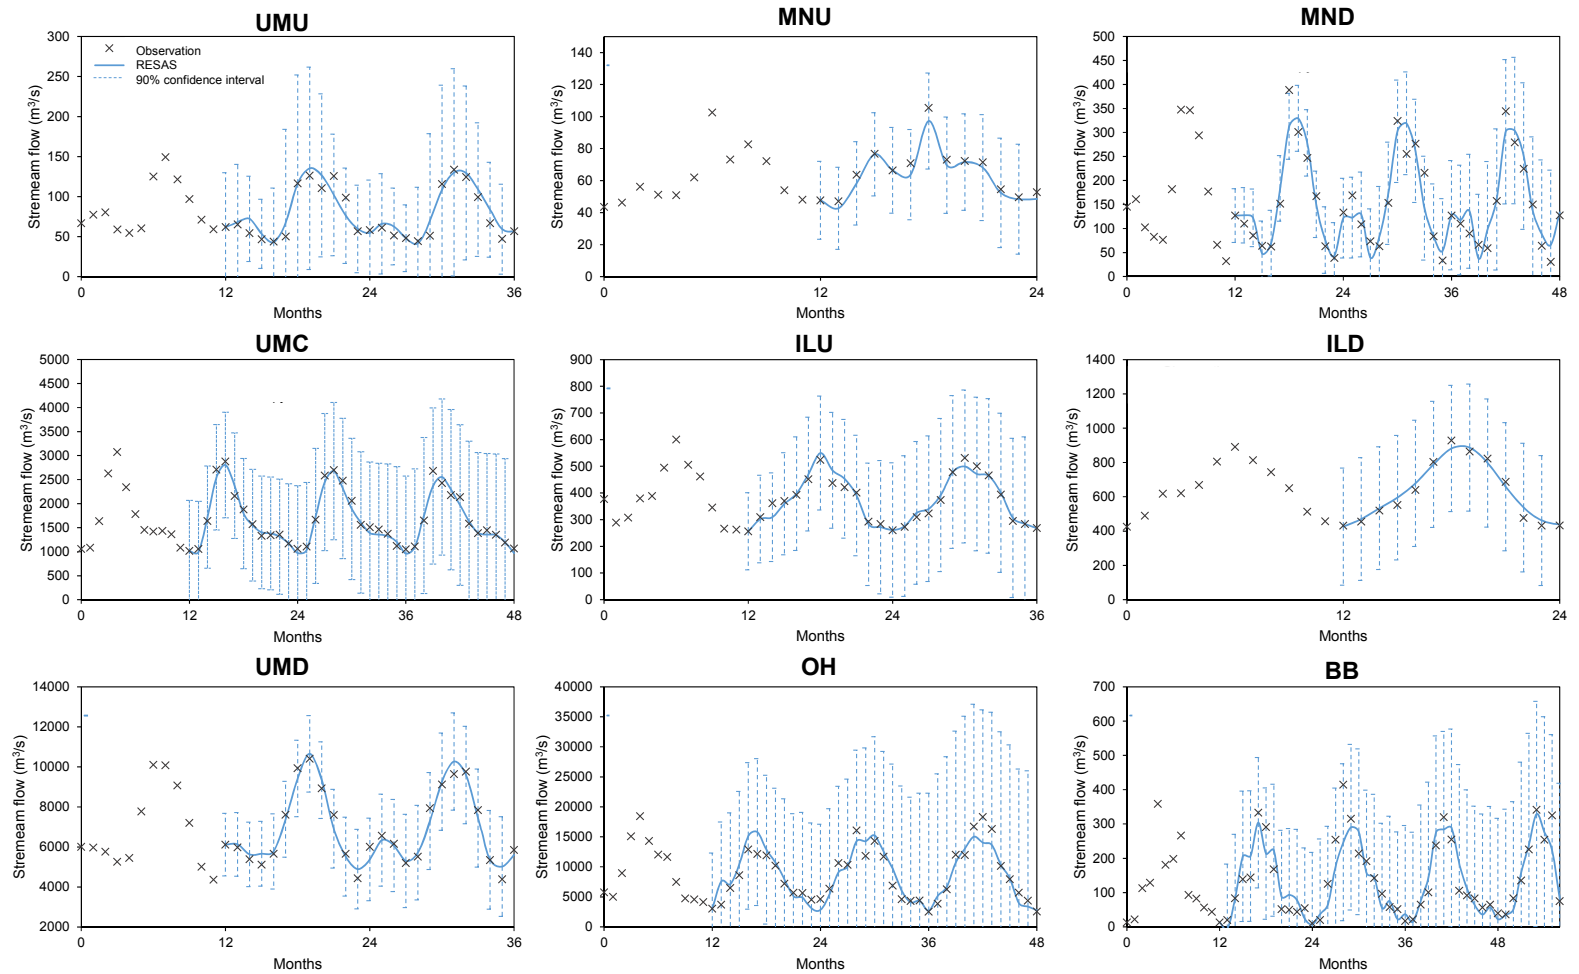 UMU
MNU
MND
Stremeam flow (m³/s)
300
250
200
150
100
50
0
× Observation
RESAS
90% confidence interval
0 12 24 36
Months
Stremeam flow (m³/s)
140
120
100
80
60
40
20
0
0 12 24
Months
Stremeam flow (m³/s)
500
450
400
350
300
250
200
150
100
50
0
0 12 24 36 48
Months
UMC
ILU
ILD
Stremeam flow (m³/s)
5000
4500
4000
3500
3000
2500
2000
1500
1000
500
0
0 12 24 36 48
Months
Stremeam flow (m³/s)
900
800
700
600
500
400
300
200
100
0
0 12 24 36
Months
Stremeam flow (m³/s)
1400
1200
1000
800
600
400
200
0
0 12 24
Months
UMD
OH
BB
Stremeam flow (m³/s)
14000
12000
10000
8000
6000
4000
2000
0 12 24 36
Months
Stremeam flow (m³/s)
40000
35000
30000
25000
20000
15000
10000
5000
0
0 12 24 36 48
Months
Stremeam flow (m³/s)
700
600
500
400
300
200
100
0
0 12 24 36 48
Months